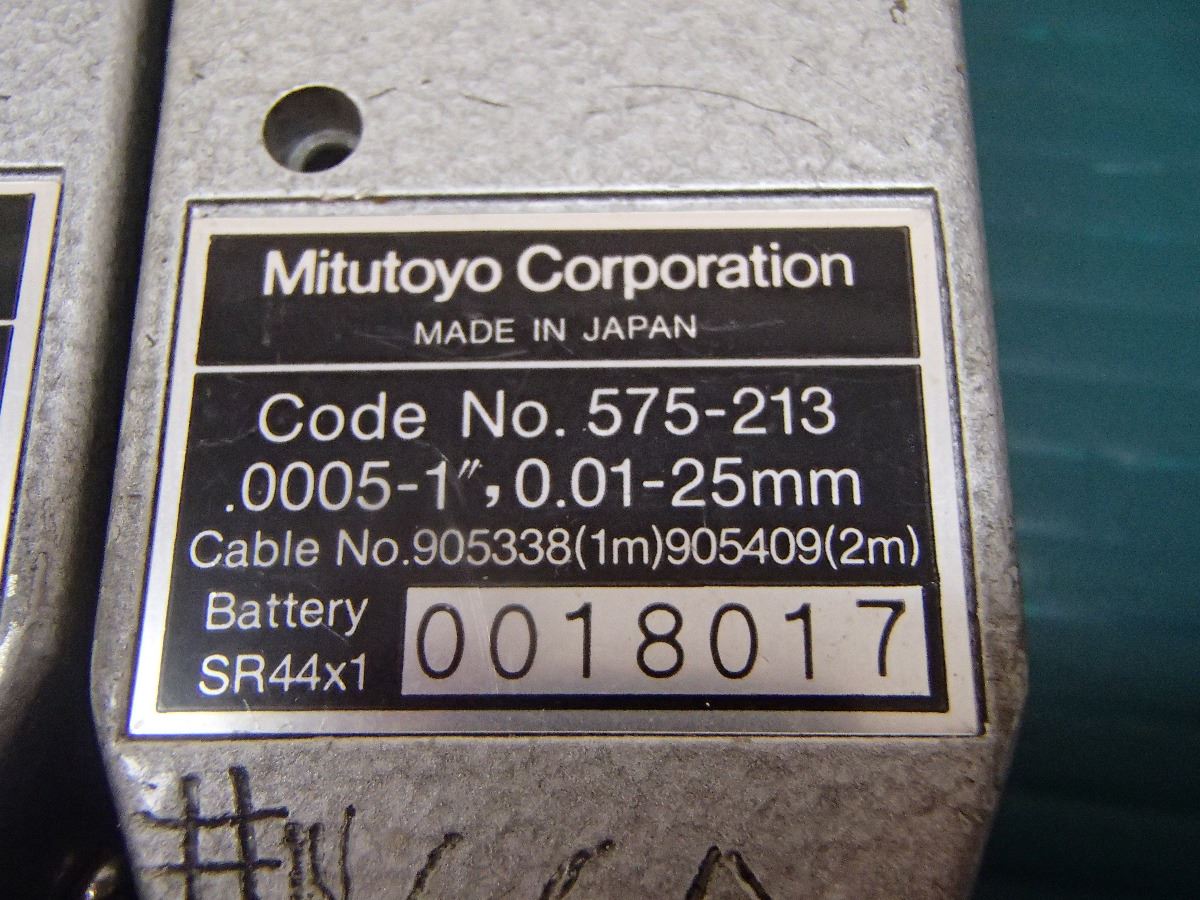 Mitutoyo Corporation
MADE IN JAPAN
Code No. 575-213
.0005-1″, 0.01-25mm
Cable No.905338(1m)905409(2m)
Battery
SR44x1
0018017